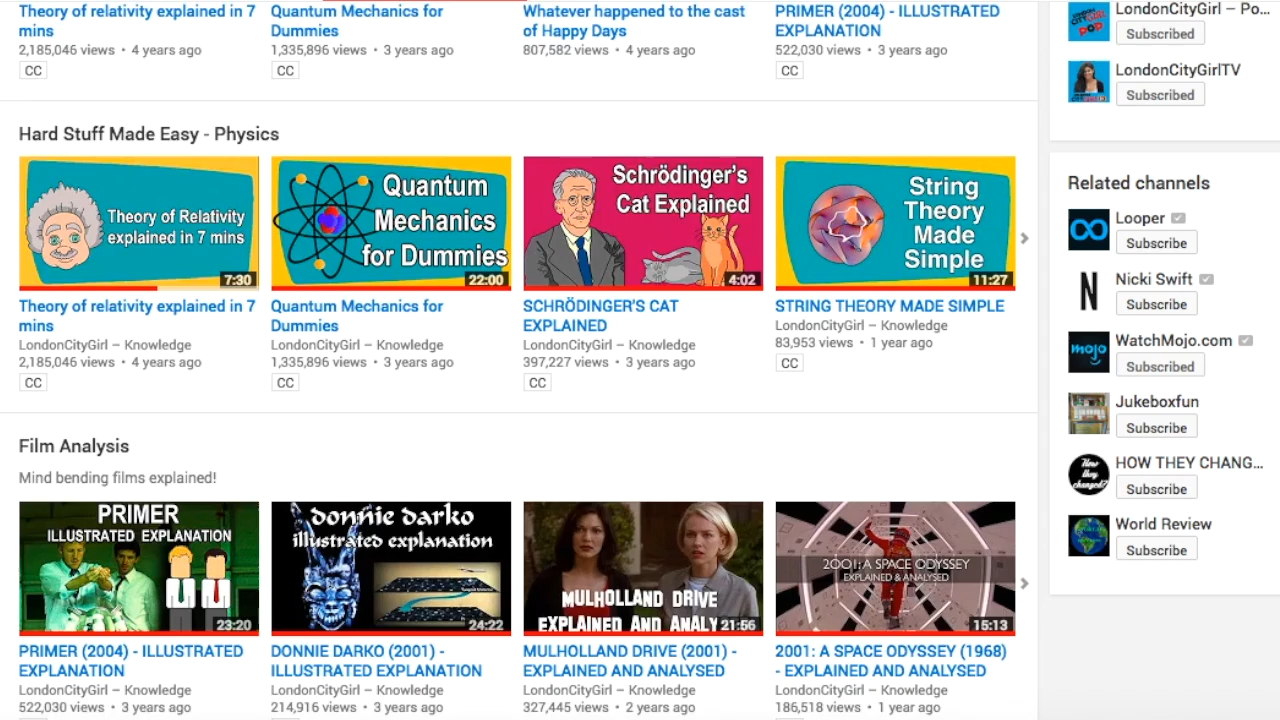 Theory of relativity explained in 7
mins
2,185,046 views • 4 years ago
CC
Quantum Mechanics for
Dummies
1,335,896 views • 3 years ago
CC
Whatever happened to the cast
of Happy Days
807,582 views • 4 years ago
PRIMER (2004) - ILLUSTRATED
EXPLANATION
522,030 views • 3 years ago
CC
LondonCityGirl – Po...
Subscribed
LondonCityGirlTV
Subscribed
Hard Stuff Made Easy - Physics
Theory of Relativity
explained in 7 mins
7:30
Theory of relativity explained in 7
mins
LondonCityGirl – Knowledge
2,185,046 views • 4 years ago
CC
Quantum
Mechanics
for Dummies
22:00
Quantum Mechanics for
Dummies
LondonCityGirl – Knowledge
1,335,896 views • 3 years ago
CC
Schrödinger's
Cat Explained
4:02
SCHRÖDINGER'S CAT
EXPLAINED
LondonCityGirl – Knowledge
397,227 views • 3 years ago
CC
String
Theory
Made
Simple
11:27
STRING THEORY MADE SIMPLE
LondonCityGirl – Knowledge
83,953 views • 1 year ago
CC
Film Analysis
Mind bending films explained!
PRIMER
ILLUSTRATED EXPLANATION
23:20
PRIMER (2004) - ILLUSTRATED
EXPLANATION
LondonCityGirl – Knowledge
522,030 views • 3 years ago
donnie darko
illustrated explanation
24:22
DONNIE DARKO (2001) -
ILLUSTRATED EXPLANATION
LondonCityGirl – Knowledge
214,916 views • 3 years ago
MULHOLLAND DRIVE
EXPLAINED AND ANALY
21:56
MULHOLLAND DRIVE (2001) -
EXPLAINED AND ANALYSED
LondonCityGirl – Knowledge
327,445 views • 2 years ago
2001: A SPACE ODYSSEY
EXPLAINED & ANALYSED
15:13
2001: A SPACE ODYSSEY (1968)
- EXPLAINED AND ANALYSED
LondonCityGirl – Knowledge
186,518 views • 1 year ago
Related channels
Looper
Subscribe
N
Nicki Swift
Subscribe
mojo
WatchMojo.com
Subscribed
Jukeboxfun
Subscribe
How
they
changed?
HOW THEY CHANG...
Subscribe
World Review
Subscribe